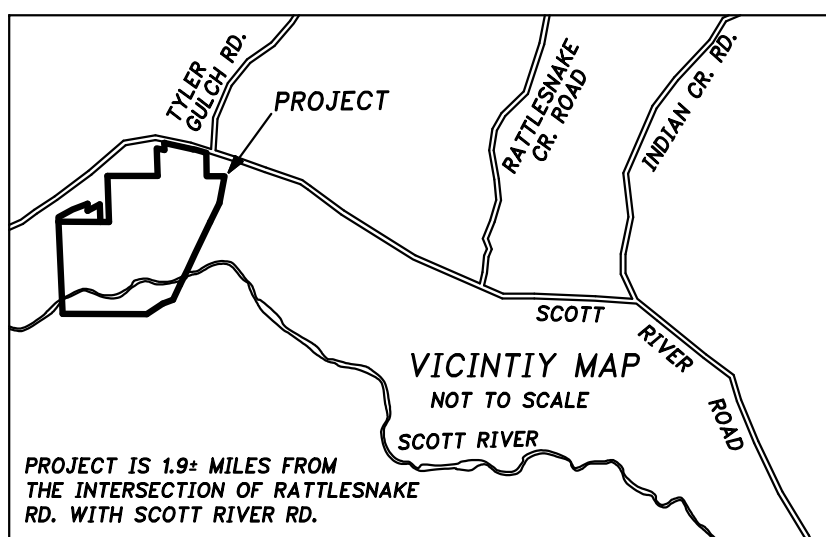 TYLER
GULCH RD.
PROJECT
RATTLESNAKE
CR. ROAD
INDIAN CR. RD.
SCOTT
RIVER
ROAD
VICINTIY MAP
NOT TO SCALE
SCOTT RIVER
PROJECT IS 1.9± MILES FROM
THE INTERSECTION OF RATTLESNAKE
RD. WITH SCOTT RIVER RD.